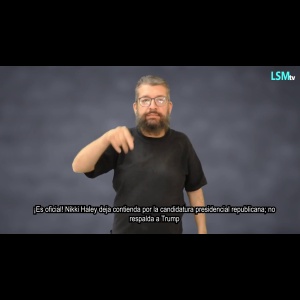 LSMtv
¡Es oficial! Nikki Haley deja contienda por la candidatura presidencial republicana; no
respalda a Trump